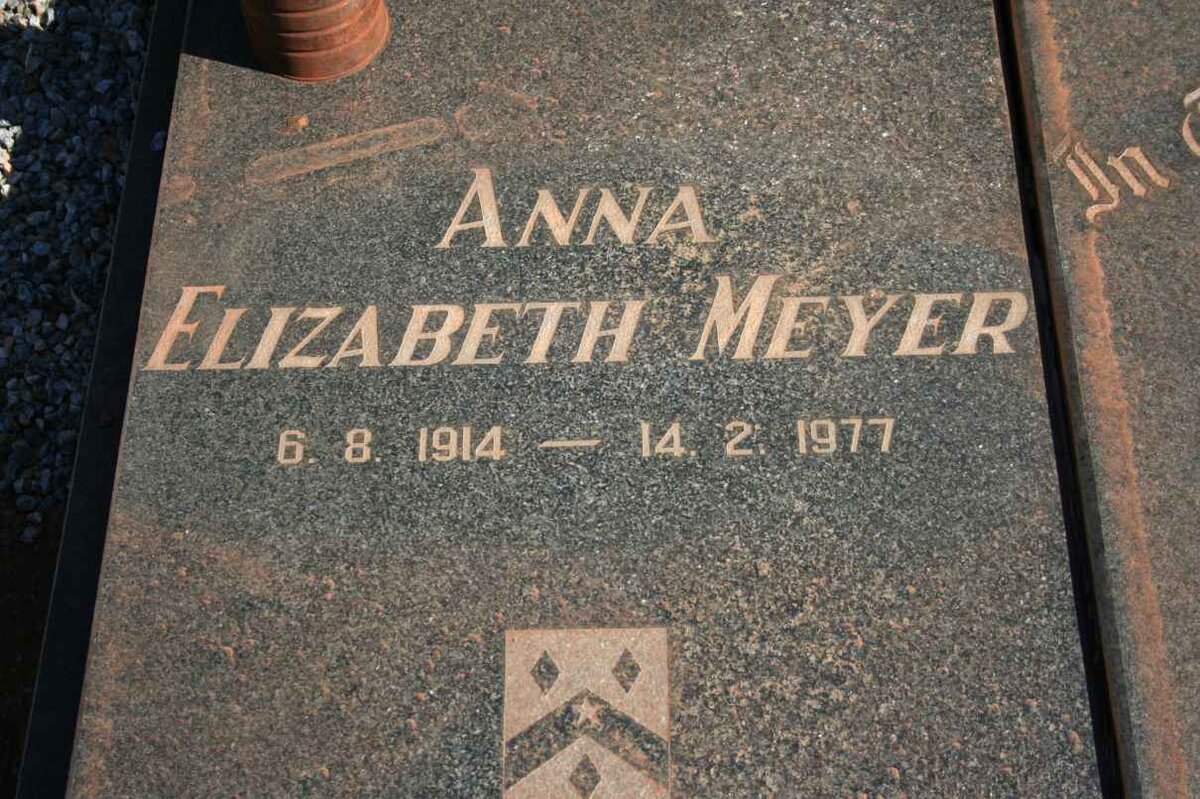 ANNA
ELIZABETH MEYER
6. 8. 1914 — 14. 2. 1977
In